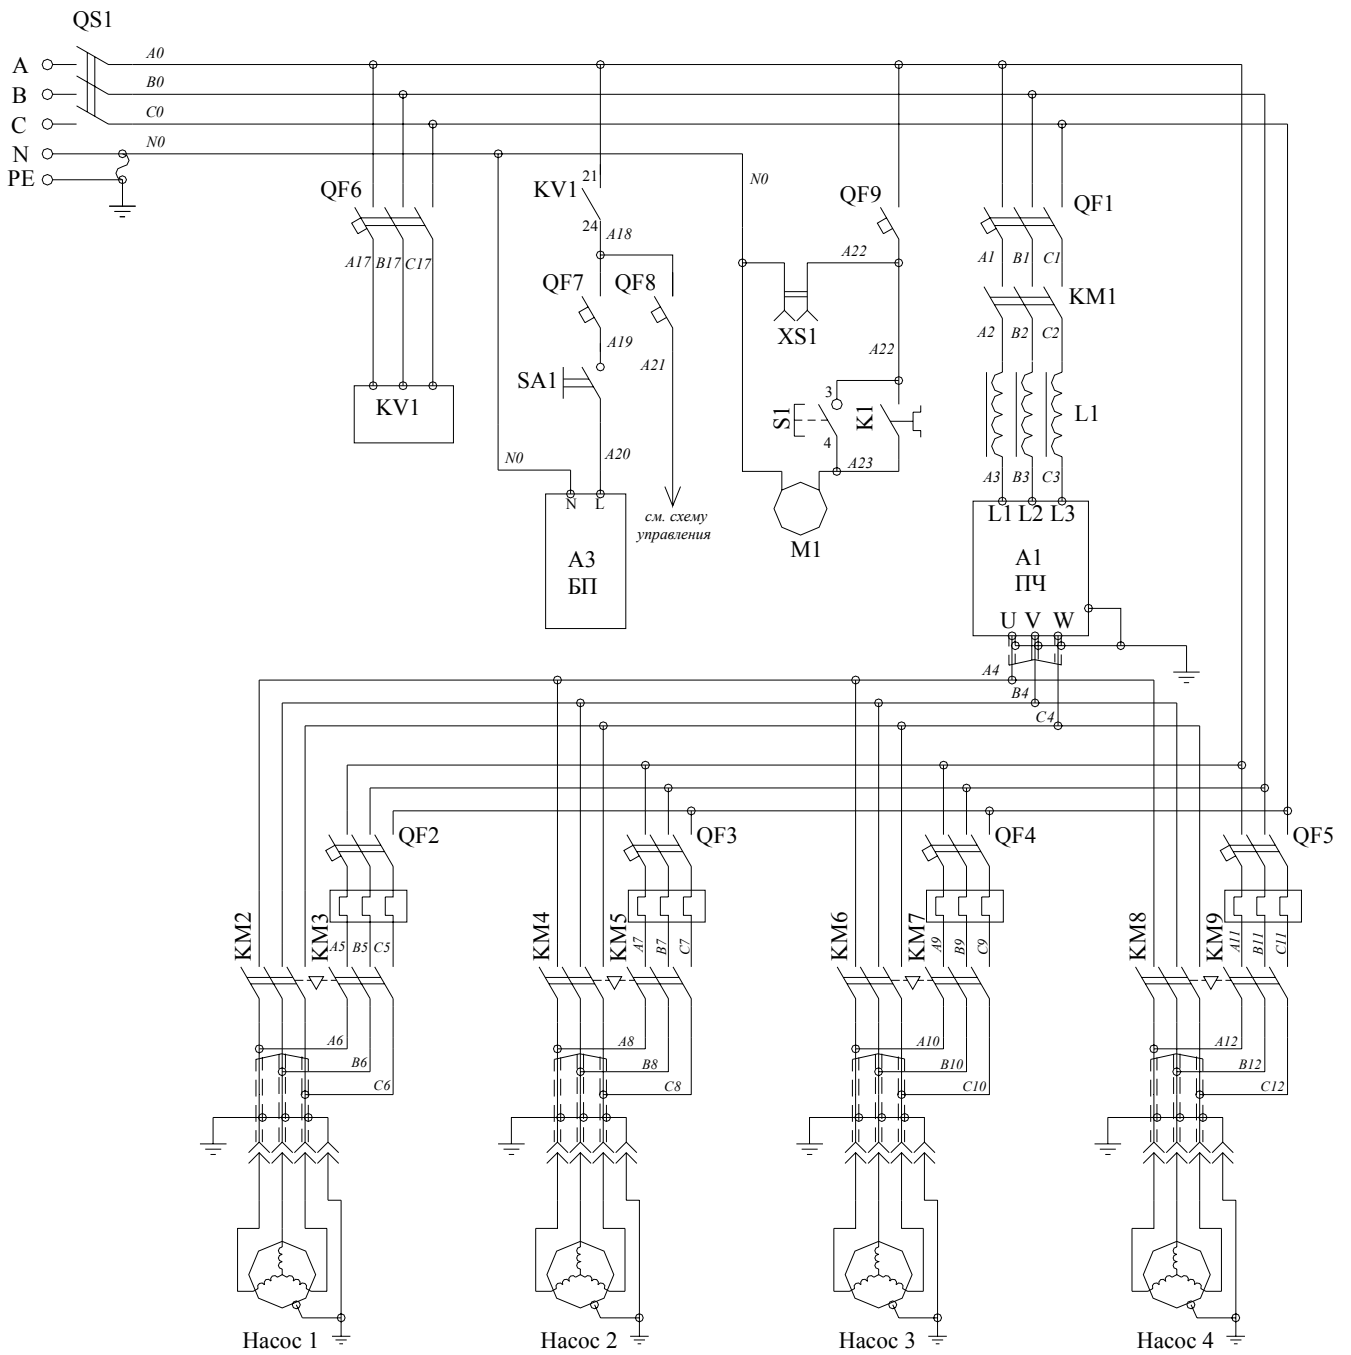 QS1
A
A0
B
B0
C
C0
N
N0
PE
QF6
KV1
21
24
A18
N0
QF9
QF1
A17
B17
C17
QF7
QF8
A22
A1
B1
C1
KM1
A19
A21
XS1
A2
B2
C2
A22
SA1
KV1
S1
3
4
K1
L1
N0
A20
A23
A3
B3
C3
N
L
см. схему
управления
M1
L1
L2
L3
А3
БП
А1
ПЧ
U
V
W
A4
B4
C4
QF2
QF3
QF4
QF5
KM2
KM3
A5
B5
C5
KM4
KM5
A7
B7
C7
KM6
KM7
A9
B9
C9
KM8
KM9
A11
B11
C11
A6
B6
C6
A8
B8
C8
A10
B10
C10
A12
B12
C12
Насос 1
Насос 2
Насос 3
Насос 4